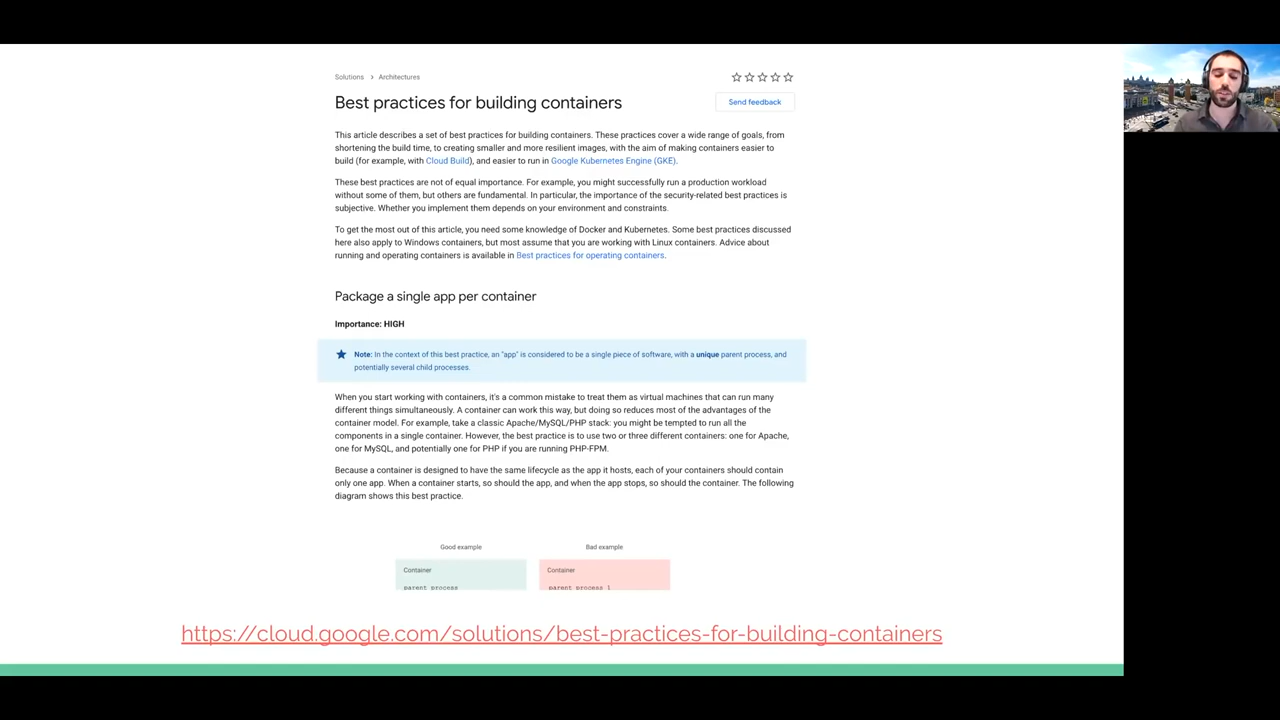 Solutions > Architectures
Best practices for building containers
Send feedback
This article describes a set of best practices for building containers. These practices cover a wide range of goals, from
shortening the build time, to creating smaller and more resilient images, with the aim of making containers easier to
build (for example, with Cloud Build), and easier to run in Google Kubernetes Engine (GKE).
These best practices are not of equal importance. For example, you might successfully run a production workload
without some of them, but others are fundamental. In particular, the importance of the security-related best practices is
subjective. Whether you implement them depends on your environment and constraints.
To get the most out of this article, you need some knowledge of Docker and Kubernetes. Some best practices discussed
here also apply to Windows containers, but most assume that you are working with Linux containers. Advice about
running and operating containers is available in Best practices for operating containers.
Package a single app per container
Importance: HIGH
Note: In the context of this best practice, an "app" is considered to be a single piece of software, with a unique parent process, and
potentially several child processes.
When you start working with containers, it's a common mistake to treat them as virtual machines that can run many
different things simultaneously. A container can work this way, but doing so reduces most of the advantages of the
container model. For example, take a classic Apache/MySQL/PHP stack: you might be tempted to run all the
components in a single container. However, the best practice is to use two or three different containers: one for Apache,
one for MySQL, and potentially one for PHP if you are running PHP-FPM.
Because a container is designed to have the same lifecycle as the app it hosts, each of your containers should contain
only one app. When a container starts, so should the app, and when the app stops, so should the container. The following
diagram shows this best practice.
Good example
Bad example
Container
Container
parent process
parent process 1
https://cloud.google.com/solutions/best-practices-for-building-containers